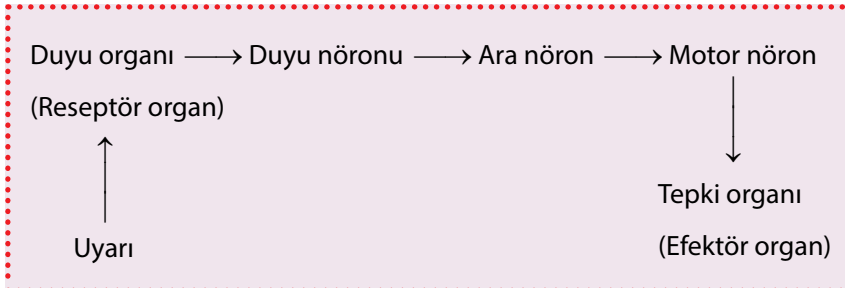 Duyu organı → Duyu nöronu → Ara nöron → Motor nöron
(Reseptör organ)
Tepki organı
Uyarı
(Efektör organ)